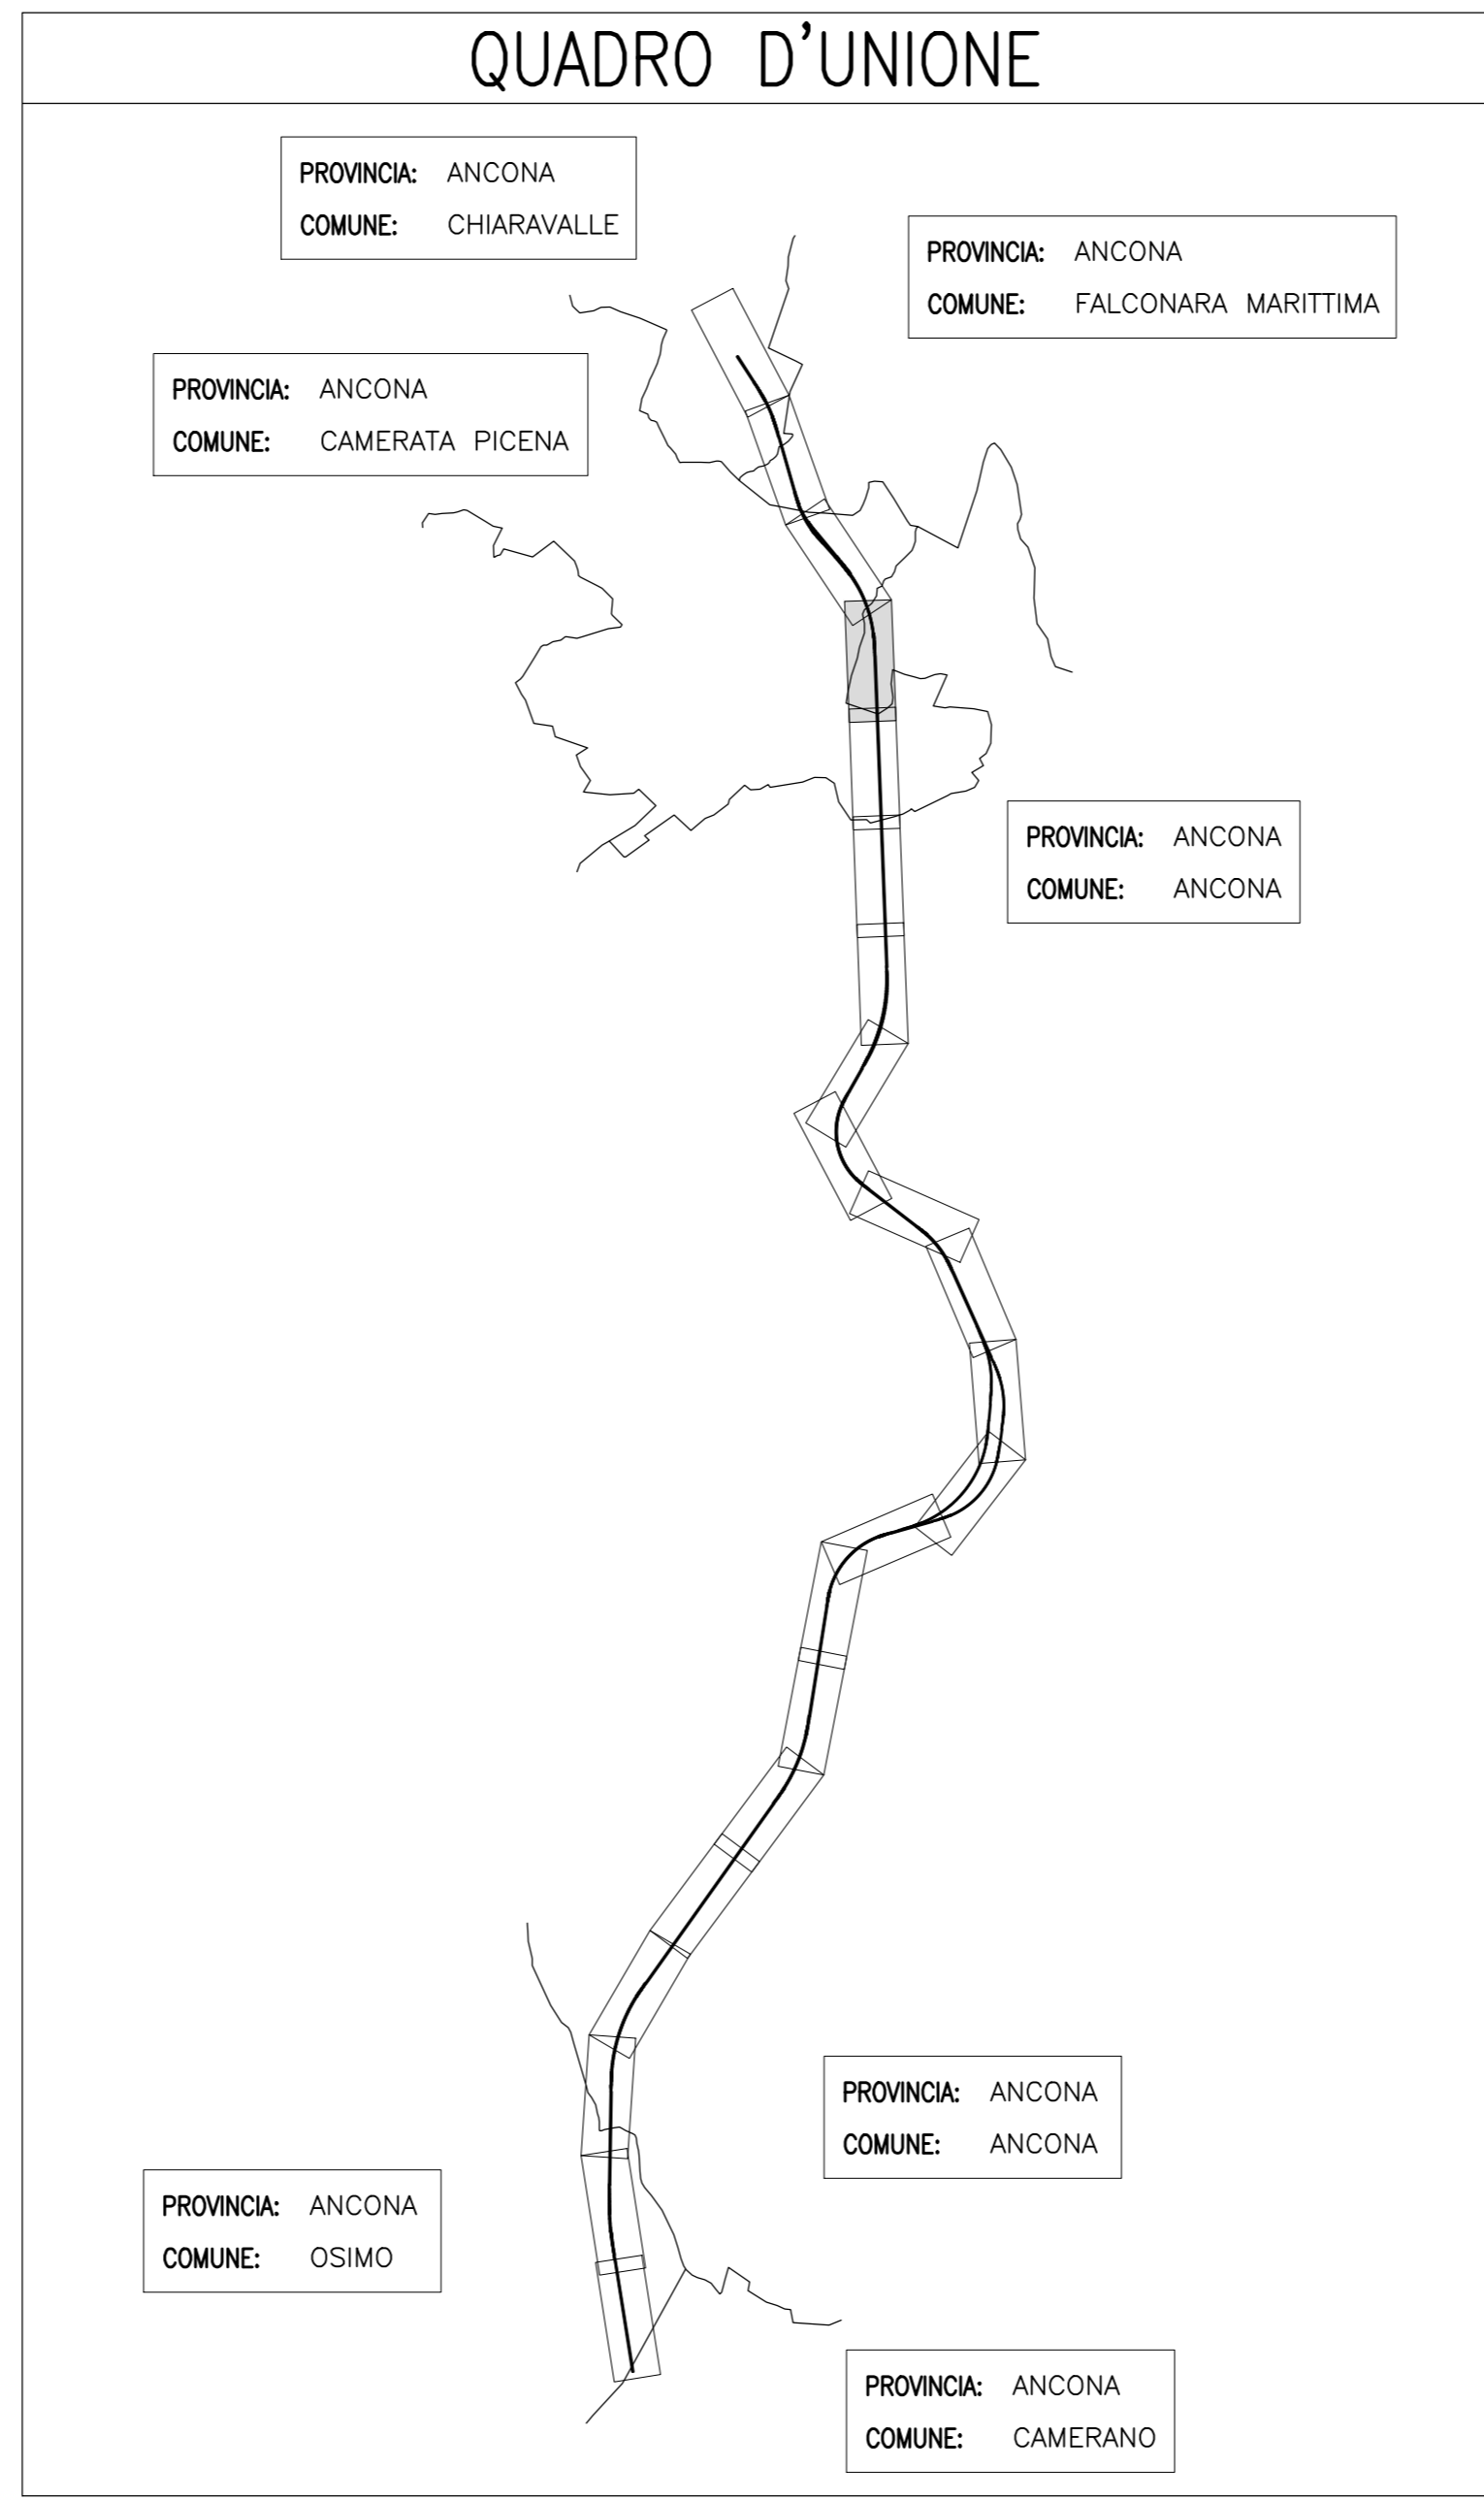 QUADRO D'UNIONE
PROVINCIA: ANCONA
COMUNE: CHIARAVALLE
PROVINCIA: ANCONA
COMUNE: FALCONARA MARITTIMA
PROVINCIA: ANCONA
COMUNE: CAMERATA PICENA
PROVINCIA: ANCONA
COMUNE: ANCONA
PROVINCIA: ANCONA
COMUNE: ANCONA
PROVINCIA: ANCONA
COMUNE: OSIMO
PROVINCIA: ANCONA
COMUNE: CAMERANO